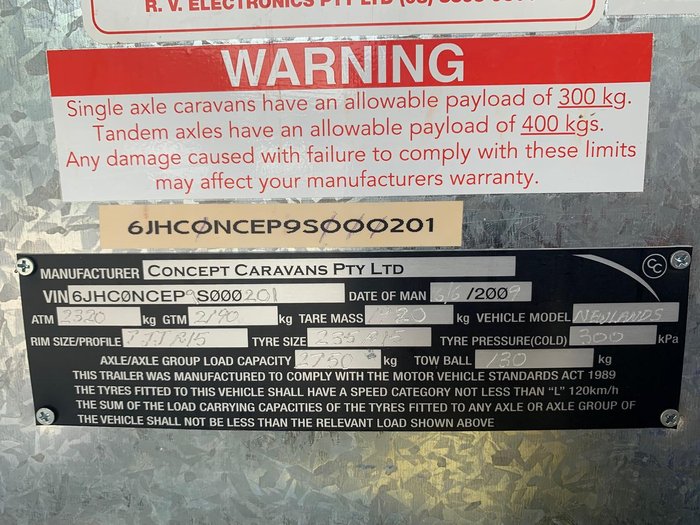 R. V. ELECTRONICS PTY LTD
WARNING
Single axle caravans have an allowable payload of 300 kg.
Tandem axles have an allowable payload of 400 kgs.
Any damage caused with failure to comply with these limits
may affect your manufacturers warranty.
6JHC0NCEP9S000201
MANUFACTURER CONCEPT CARAVANS PTY LTD
CC
VIN 6JHC0NCEP9S000201 DATE OF MAN /2009
ATM 2320 kg GTM 2190 kg TARE MASS kg VEHICLE MODEL NEWLANDS
RIM SIZE/PROFILE TYRE SIZE TYRE PRESSURE(COLD) 300 kPa
AXLE/AXLE GROUP LOAD CAPACITY 2750 kg TOW BALL 130 kg
THIS TRAILER WAS MANUFACTURED TO COMPLY WITH THE MOTOR VEHICLE STANDARDS ACT 1989
THE TYRES FITTED TO THIS VEHICLE SHALL HAVE A SPEED CATEGORY NOT LESS THAN "L" 120km/h
THE SUM OF THE LOAD CARRYING CAPACITIES OF THE TYRES FITTED TO ANY AXLE OR AXLE GROUP OF
THE VEHICLE SHALL NOT BE LESS THAN THE RELEVANT LOAD SHOWN ABOVE